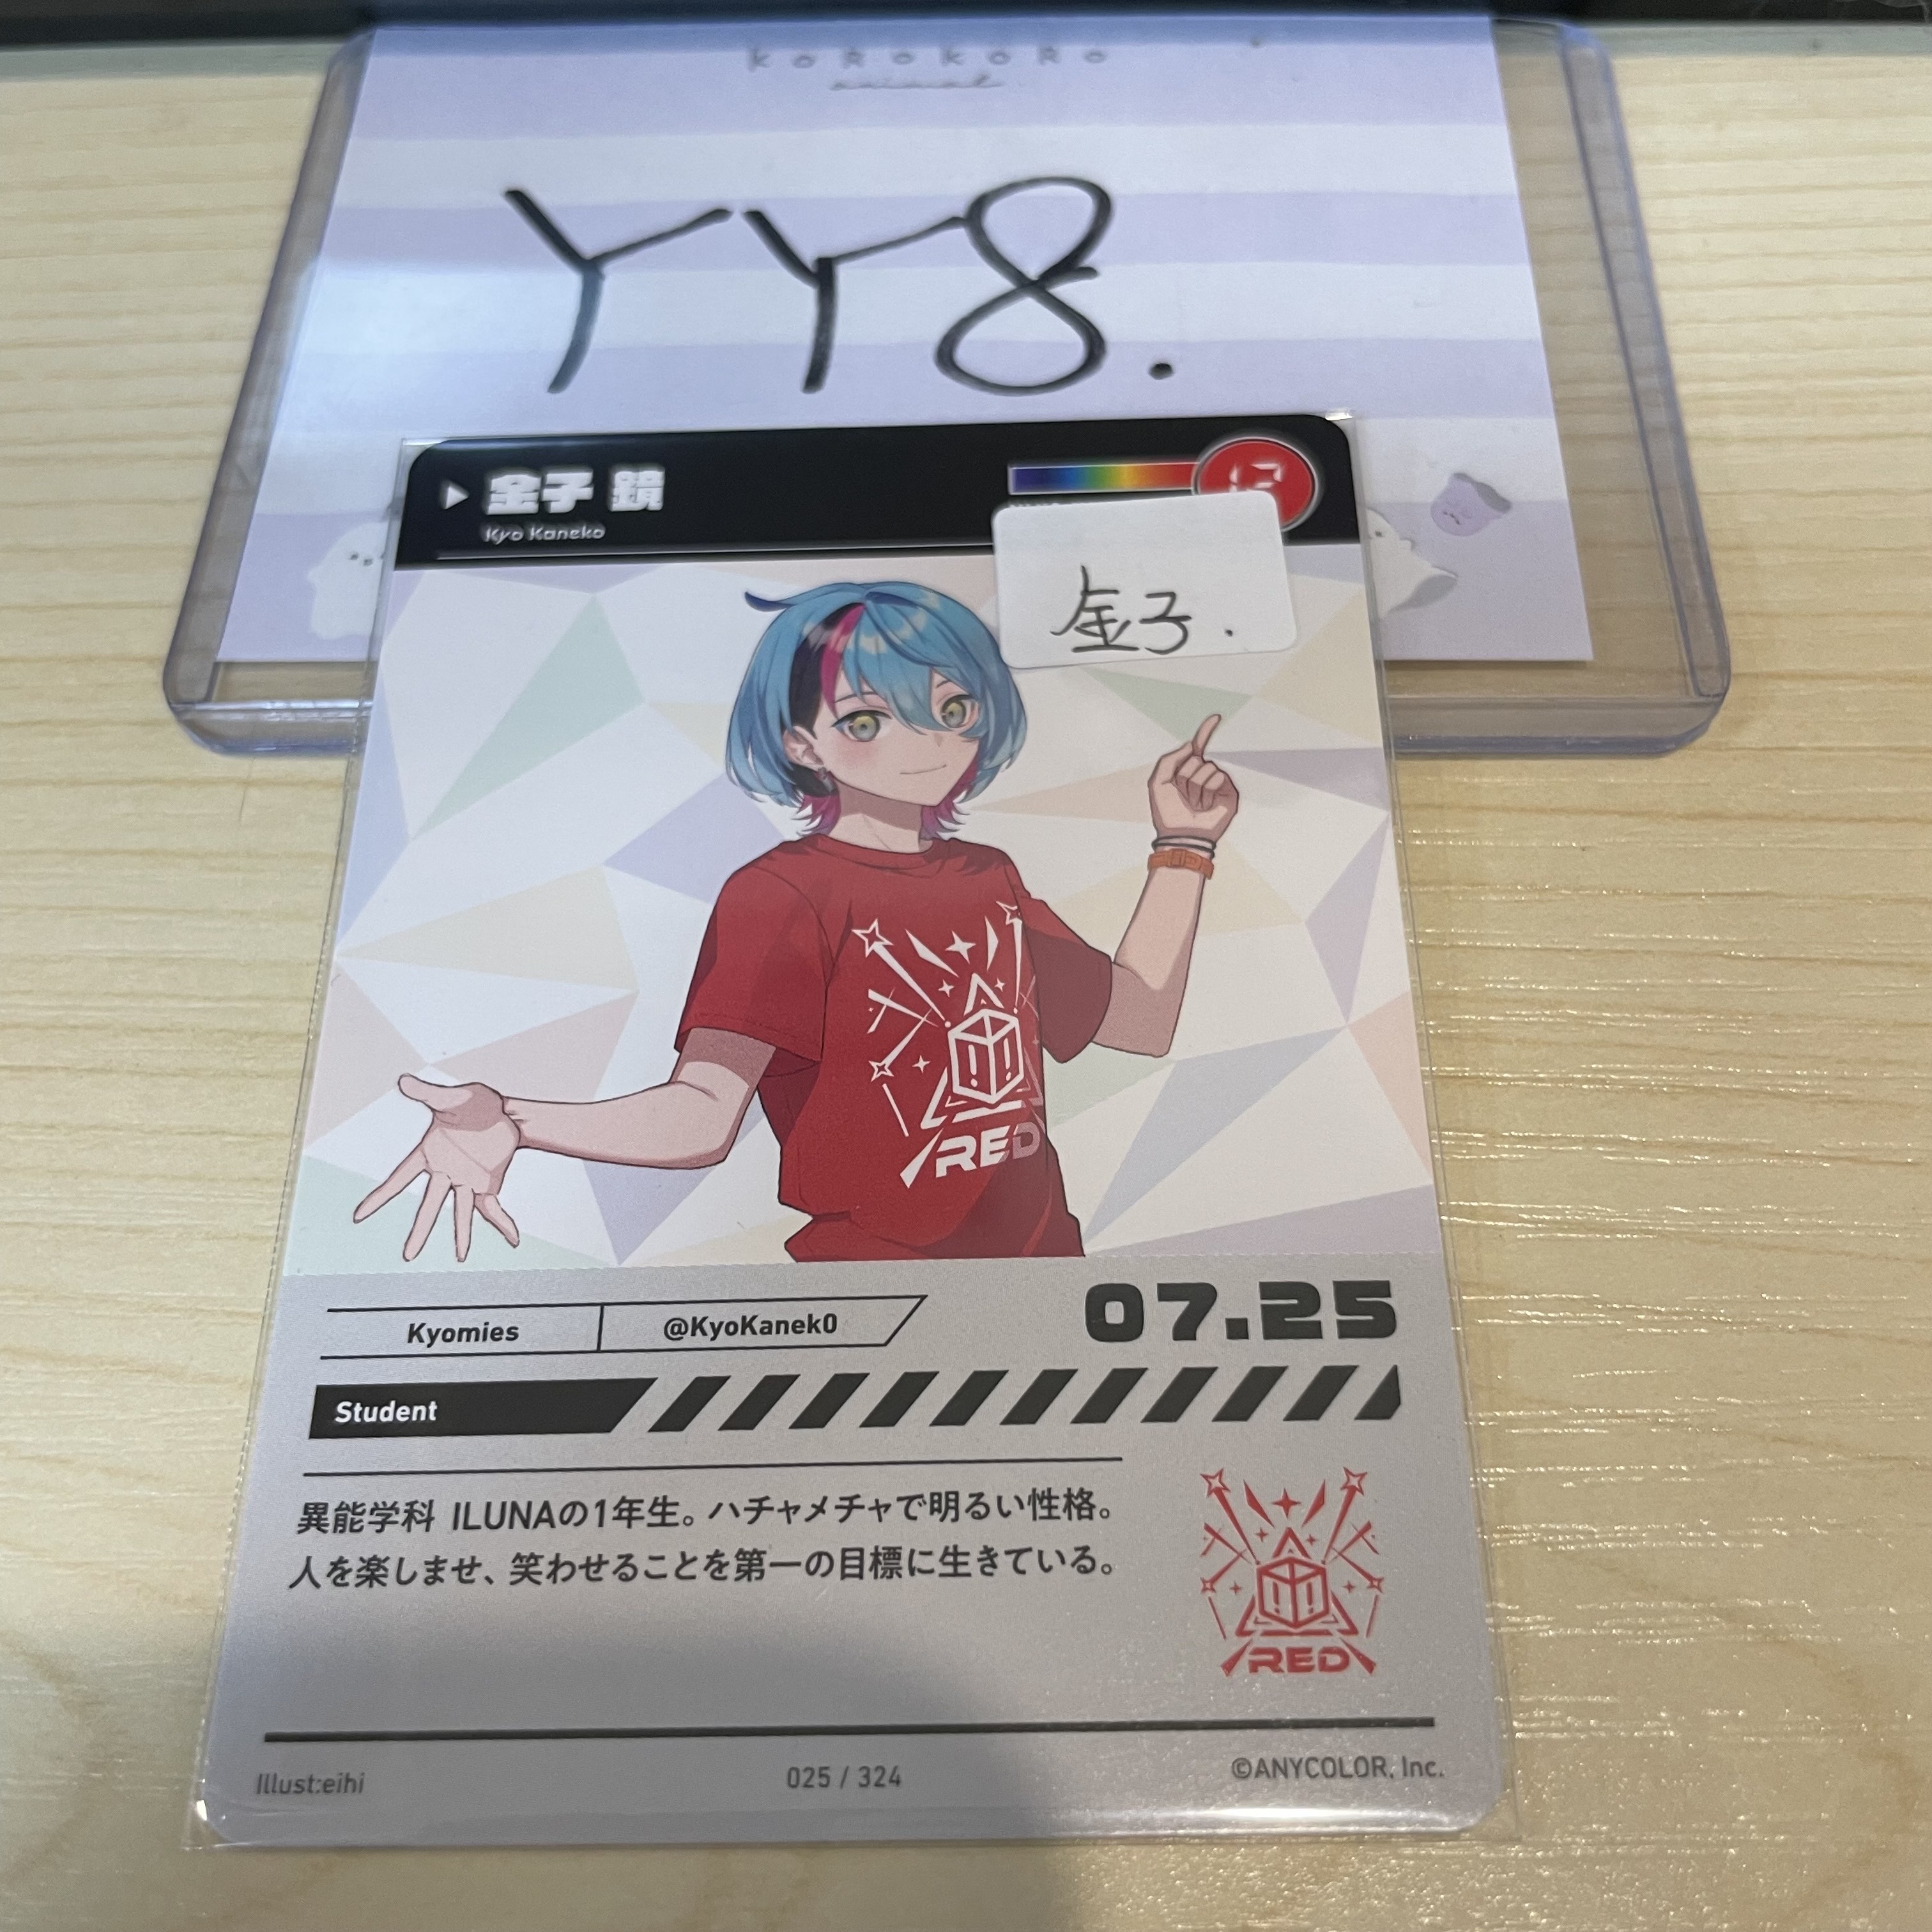 KOROKORO
animal
YY8.
▶ 金子 鏡
Kyo Kaneko
12
金子.
RED
Kyomies
@KyoKanek0
07.25
Student
異能学科 ILUNAの1年生。ハチャメチャで明るい性格。
人を楽しませ、笑わせることを第一の目標に生きている。
RED
Illust:eihi
025 / 324
©ANYCOLOR, Inc.